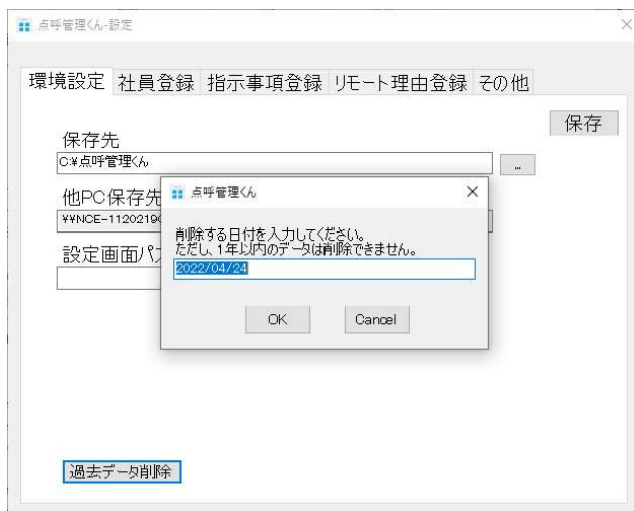 点呼管理くん-設定
環境設定 社員登録 指示事項登録 リモート理由登録 その他
保存
保存先
C:¥点呼管理くん
...
他PC保存先
¥¥NCE-1120219
設定画面パ
点呼管理くん
削除する日付を入力してください。
ただし、1年以内のデータは削除できません。
2022/04/24
OK Cancel
過去データ削除